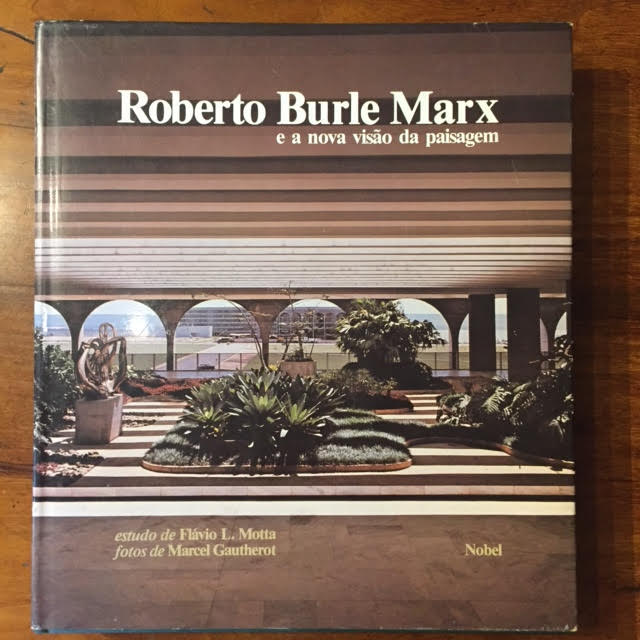 Roberto Burle Marx
e a nova visão da paisagem
estudo de Flávio L. Motta
fotos de Marcel Gautherot
Nobel